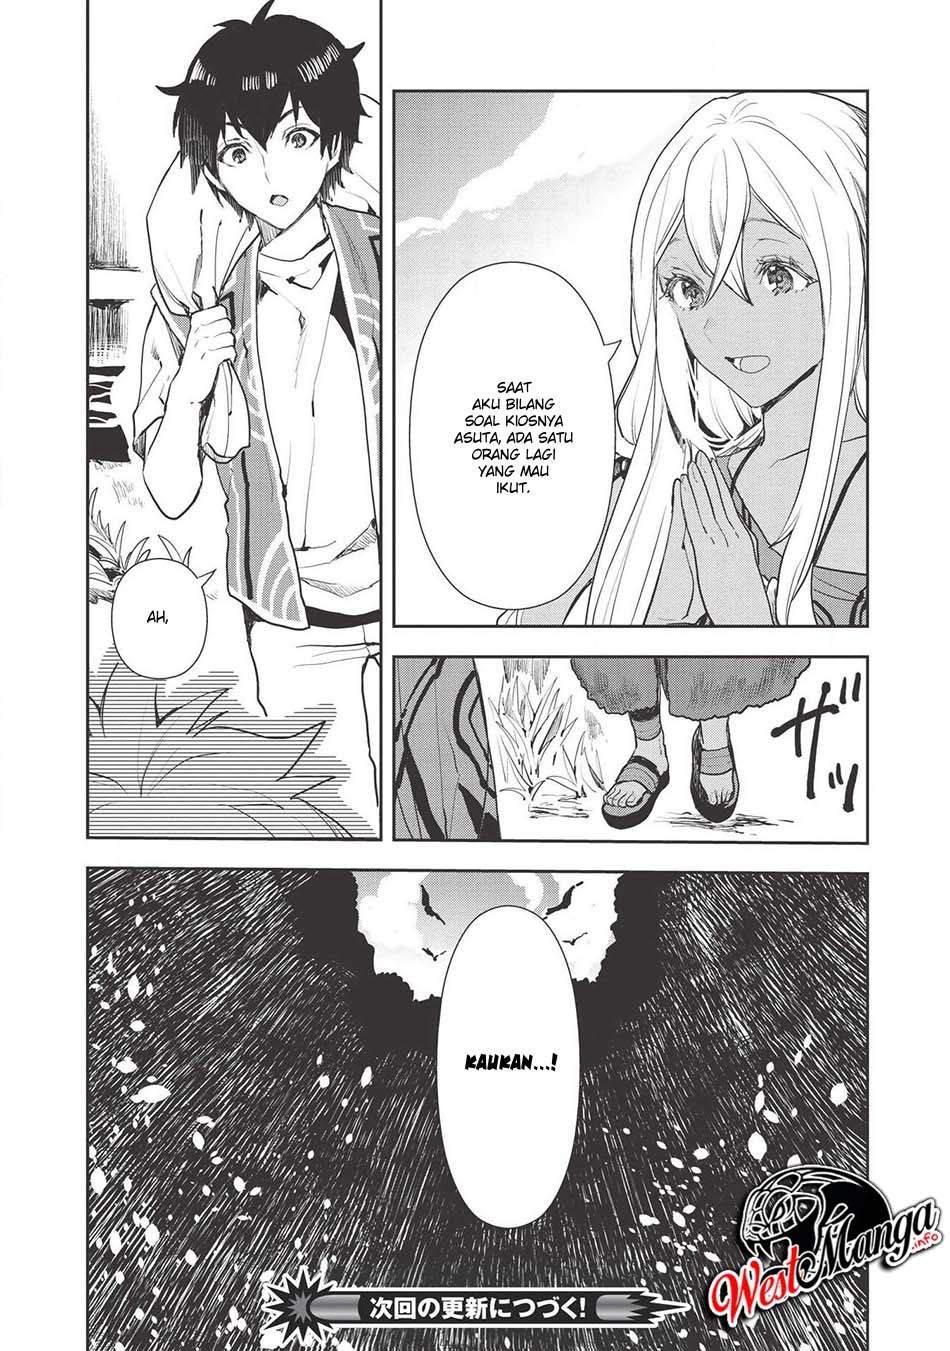 SAAT
AKU BILANG
SOAL KIOSNYA
ASUTA, ADA SATU
ORANG LAGI
YANG MAU
IKUT.
AH,
ザッ
KAUKAN...!
次回の更新につづく!
WestManga
.info